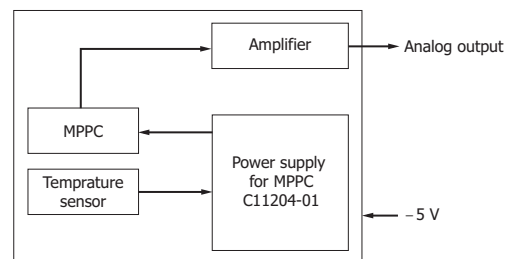 Amplifier
Analog output
MPPC
Power supply
for MPPC
C11204-01
Temprature
sensor
−5 V